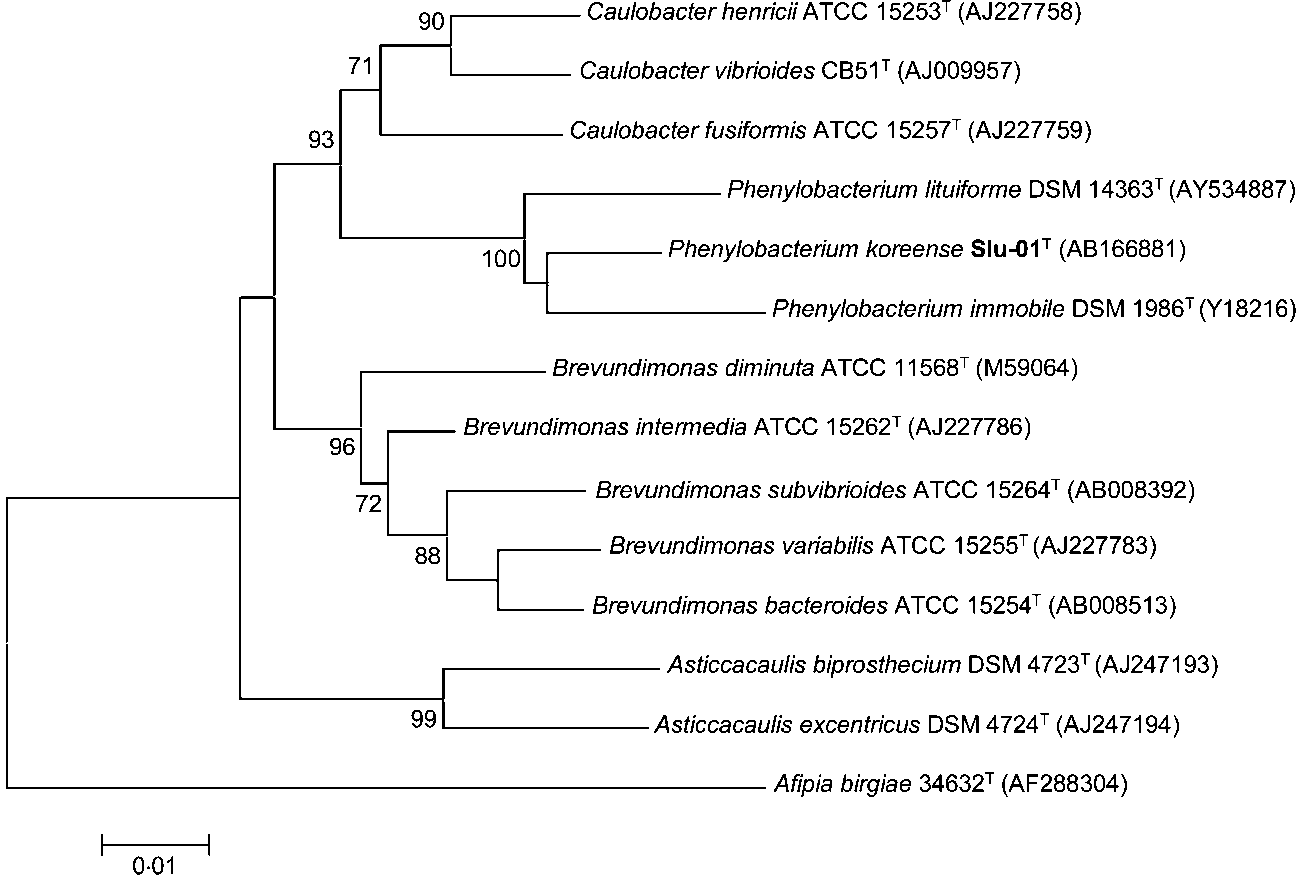 90 Caulobacter henricii ATCC 15253ᵀ (AJ227758)
71 Caulobacter vibrioides CB51ᵀ (AJ009957)
93 Caulobacter fusiformis ATCC 15257ᵀ (AJ227759)
Phenylobacterium lituiforme DSM 14363ᵀ (AY534887)
100 Phenylobacterium koreense Slu-01ᵀ (AB166881)
Phenylobacterium immobile DSM 1986ᵀ (Y18216)
Brevundimonas diminuta ATCC 11568ᵀ (M59064)
96 Brevundimonas intermedia ATCC 15262ᵀ (AJ227786)
72 Brevundimonas subvibrioides ATCC 15264ᵀ (AB008392)
88 Brevundimonas variabilis ATCC 15255ᵀ (AJ227783)
Brevundimonas bacteroides ATCC 15254ᵀ (AB008513)
Asticcacaulis biprosthecium DSM 4723ᵀ (AJ247193)
99 Asticcacaulis excentricus DSM 4724ᵀ (AJ247194)
Afipia birgiae 34632ᵀ (AF288304)
0·01